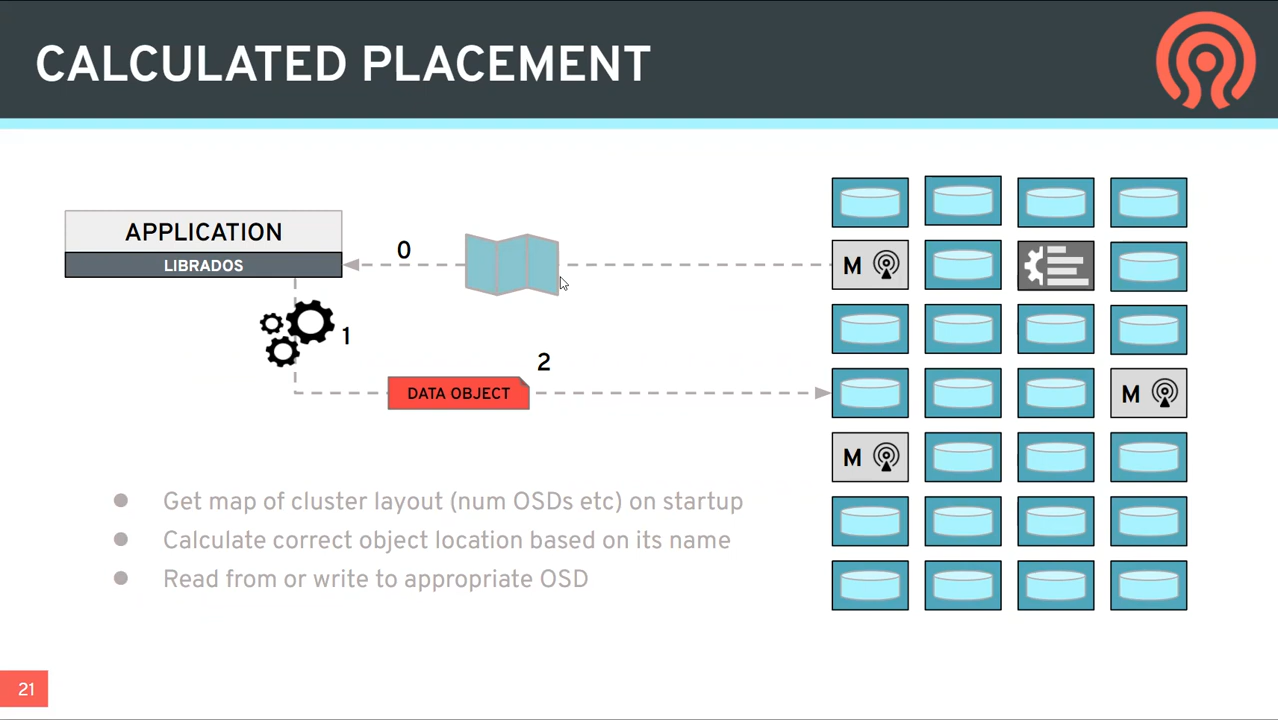 CALCULATED PLACEMENT
APPLICATION
LIBRADOS
0
1
2
DATA OBJECT
M
M
M
Get map of cluster layout (num OSDs etc) on startup
Calculate correct object location based on its name
Read from or write to appropriate OSD
21